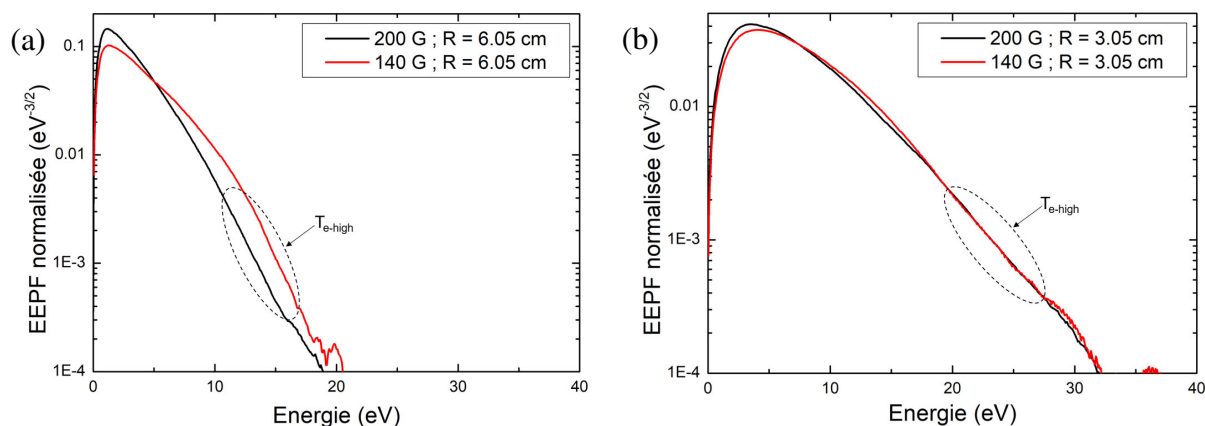 (a)
EEPF normalisée (eV-3/2)
0.1
0.01
1E-3
1E-4
200 G ; R = 6.05 cm
140 G ; R = 6.05 cm
Te-high
0 10 20 30 40
Energie (eV)
(b)
EEPF normalisée (eV-3/2)
0.01
1E-3
1E-4
200 G ; R = 3.05 cm
140 G ; R = 3.05 cm
Te-high
0 10 20 30 40
Energie (eV)